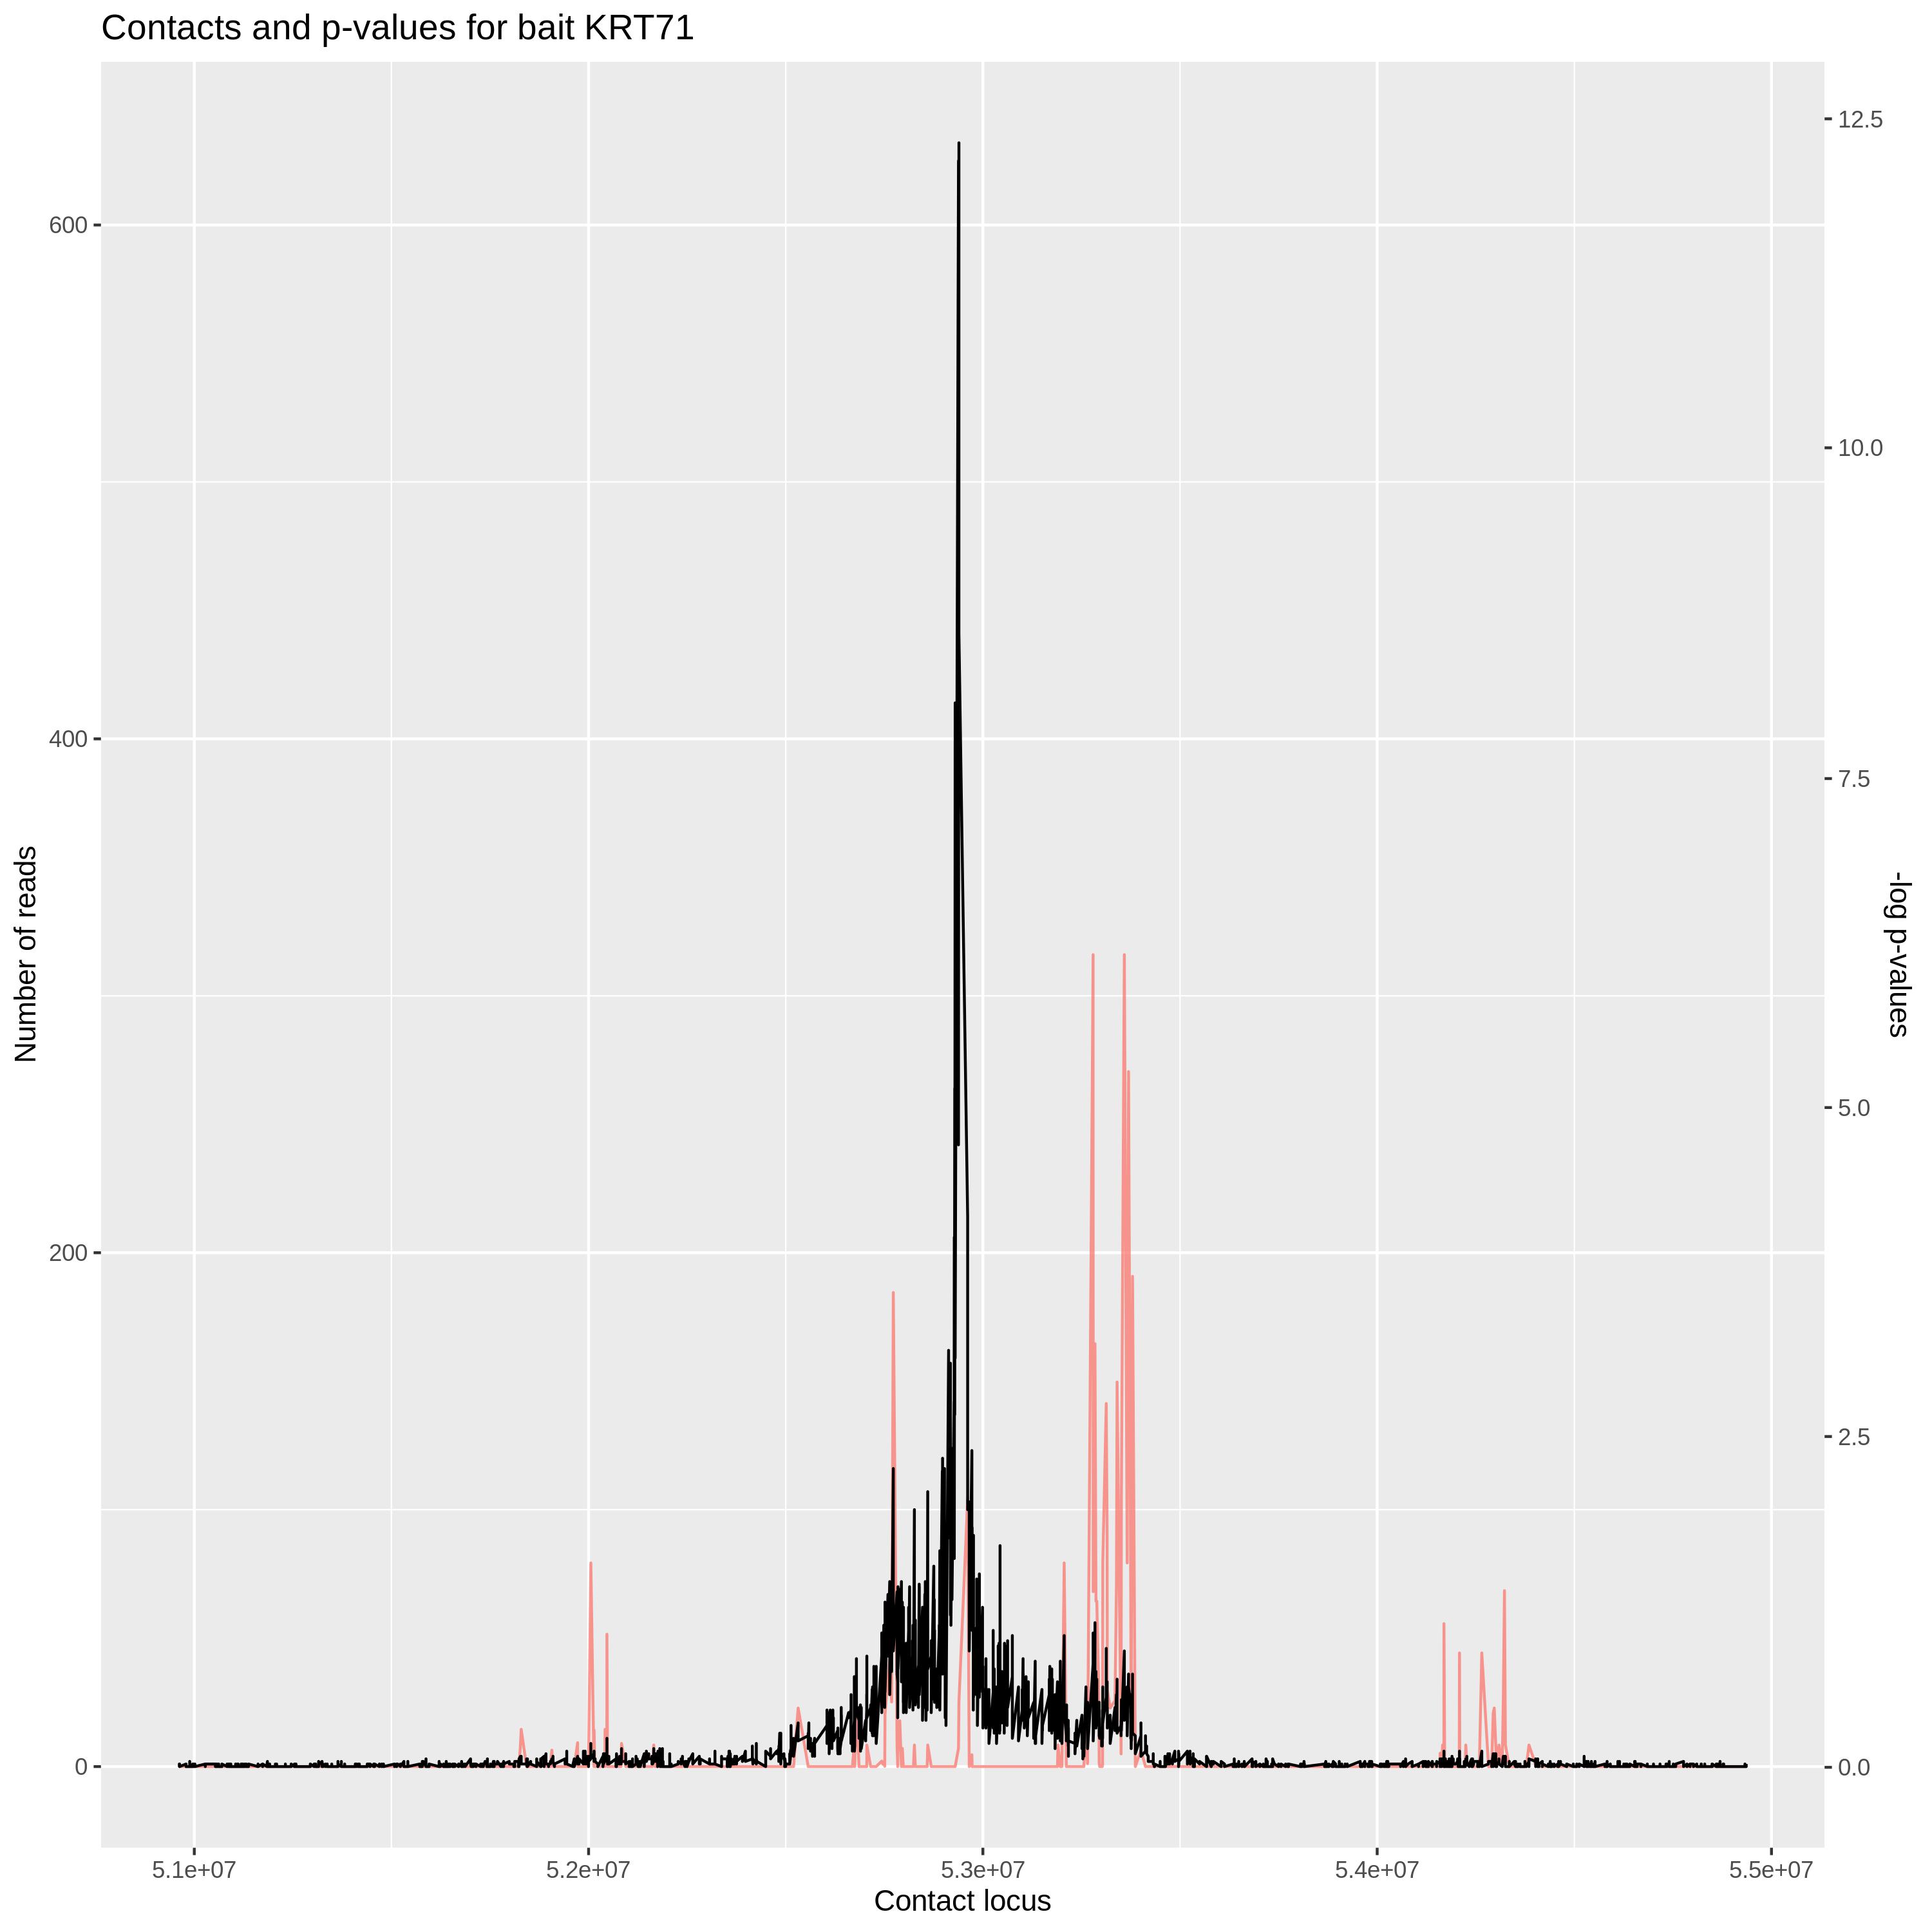 Contacts and p-values for bait KRT71
12.5
600
10.0
400
7.5
Number of reads
-log p-values
5.0
200
2.5
0
0.0
5.1e+07
5.2e+07
5.3e+07
5.4e+07
5.5e+07
Contact locus